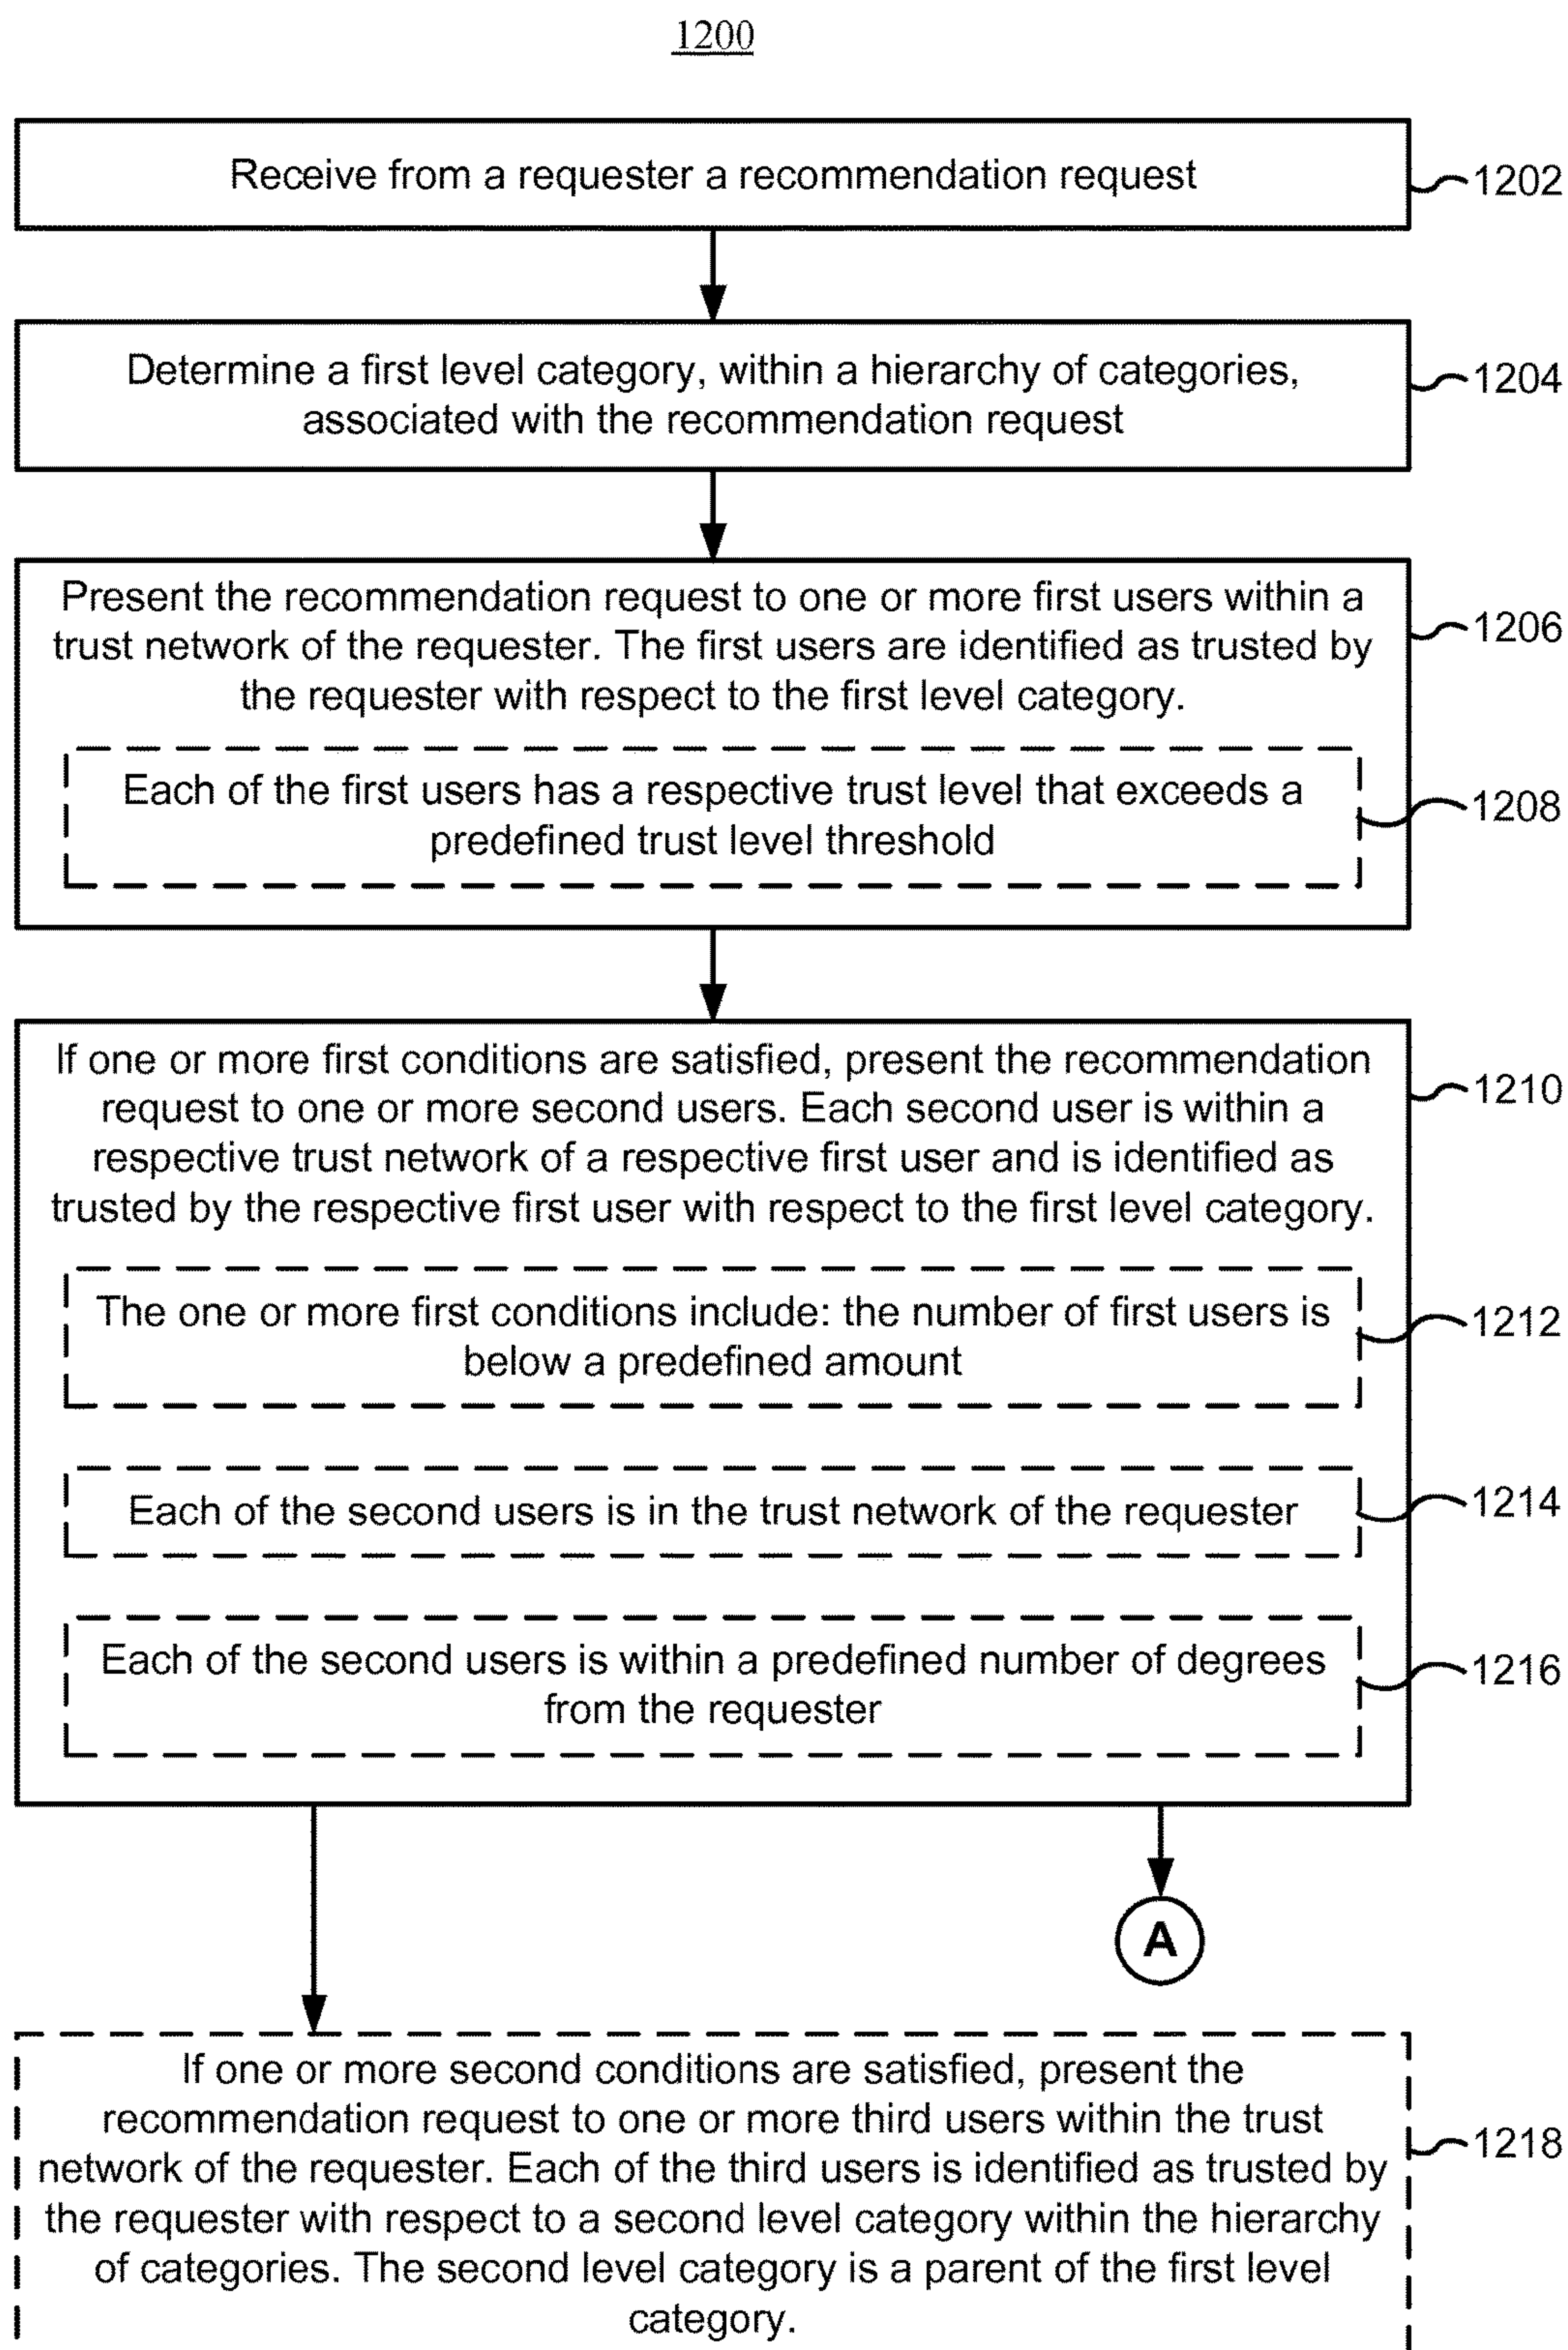 1200
Receive from a requester a recommendation request
1202
Determine a first level category, within a hierarchy of categories,
associated with the recommendation request
1204
Present the recommendation request to one or more first users within a
trust network of the requester. The first users are identified as trusted by
the requester with respect to the first level category.
1206
Each of the first users has a respective trust level that exceeds a
predefined trust level threshold
1208
If one or more first conditions are satisfied, present the recommendation
request to one or more second users. Each second user is within a
respective trust network of a respective first user and is identified as
trusted by the respective first user with respect to the first level category.
1210
The one or more first conditions include: the number of first users is
below a predefined amount
1212
Each of the second users is in the trust network of the requester
1214
Each of the second users is within a predefined number of degrees
from the requester
1216
A
If one or more second conditions are satisfied, present the
recommendation request to one or more third users within the trust
network of the requester. Each of the third users is identified as trusted by
the requester with respect to a second level category within the hierarchy
of categories. The second level category is a parent of the first level
category.
1218